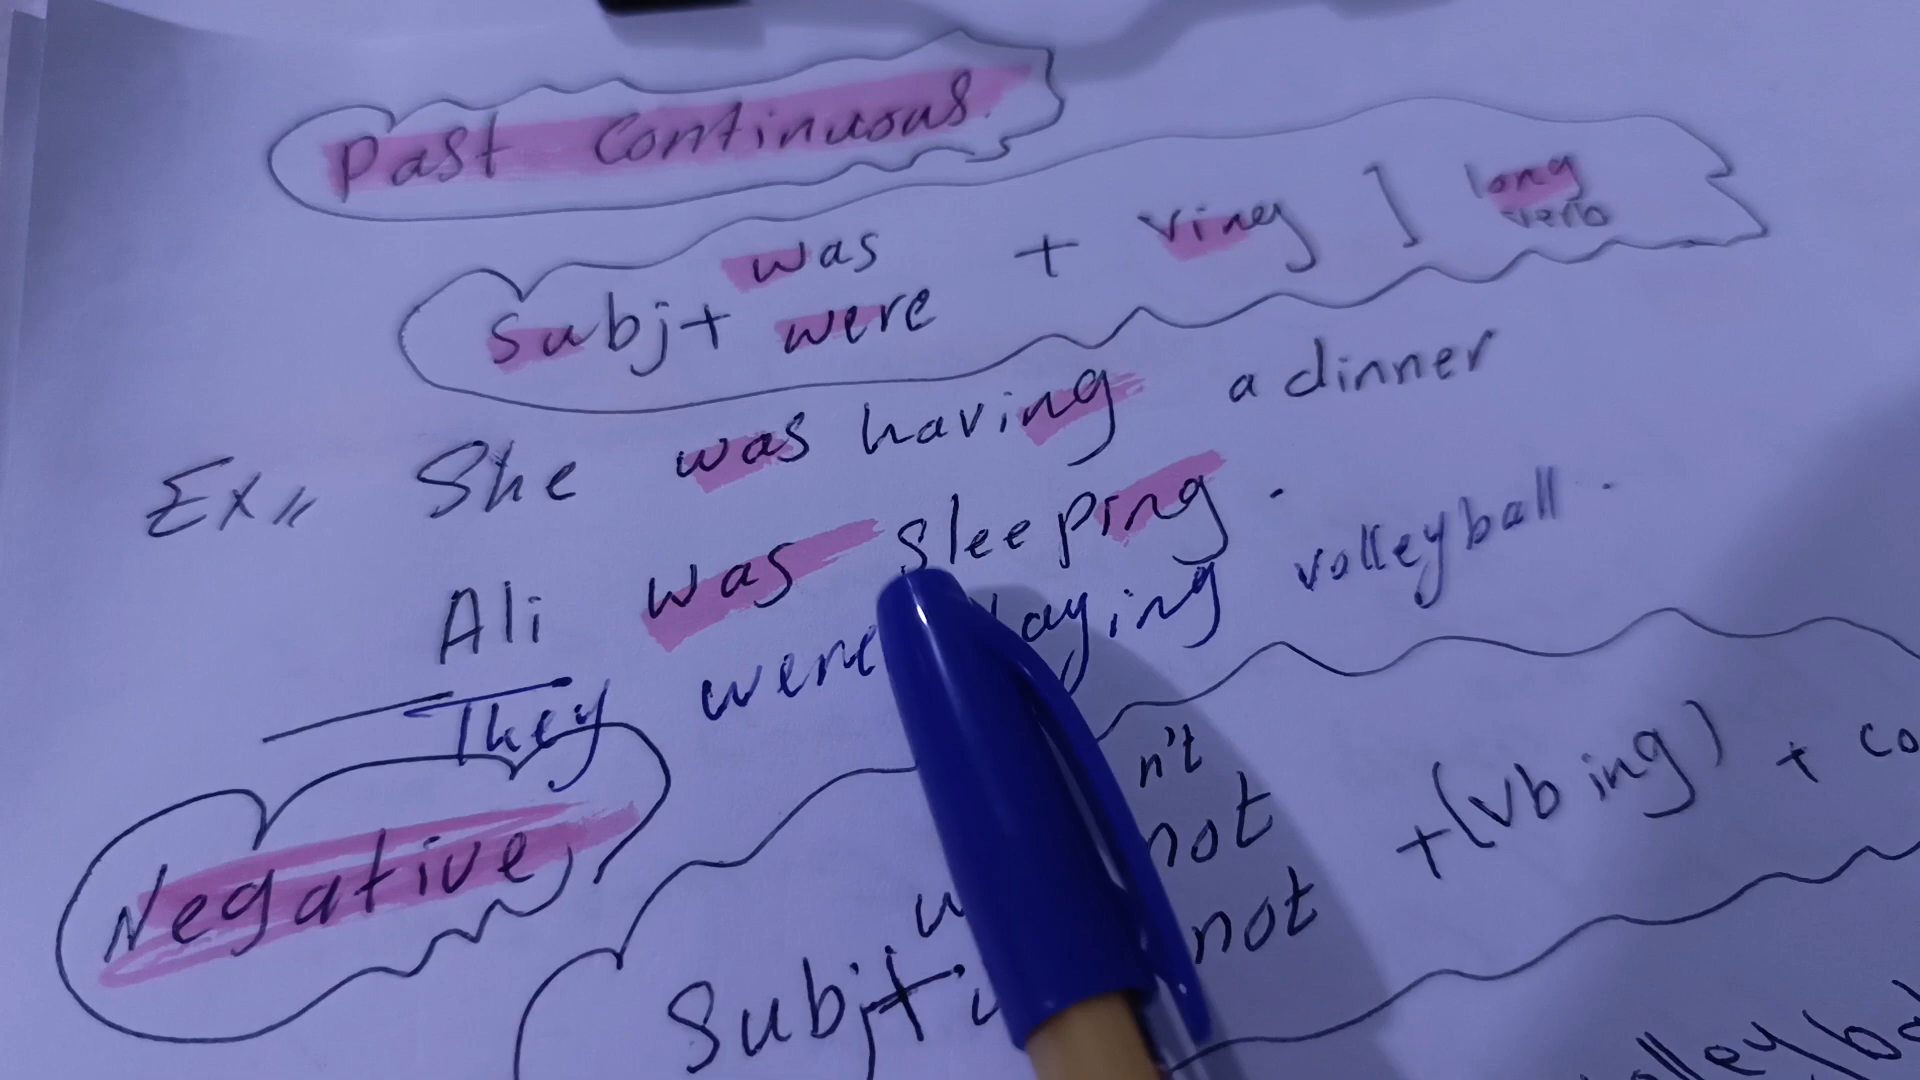 Past Continuous.
Subj + was were + ving ] long verb
Ex// She was having a dinner
Ali was sleeping.
They were laying volleyball.
Negative,
n't
Subj + not not + (Vb ing) + co